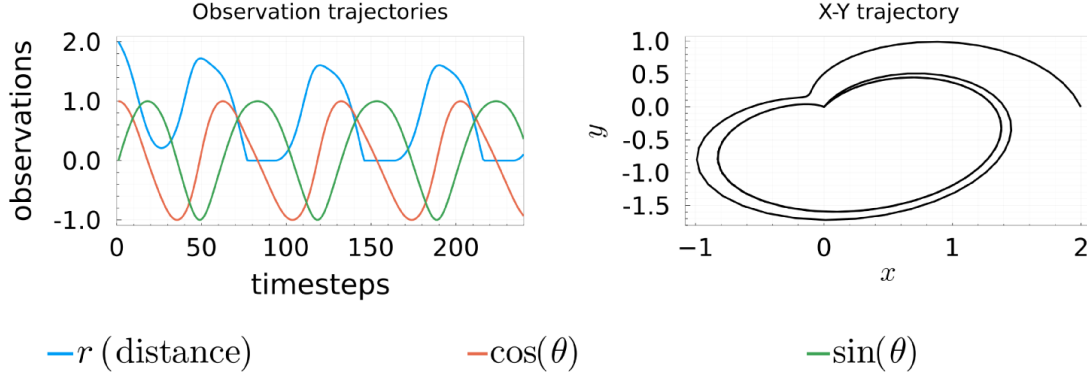 Observation trajectories
observations
2.0
1.0
0.0
-1.0
0 50 100 150 200
timesteps
X-Y trajectory
y
1.0
0.5
0.0
-0.5
-1.0
-1.5
−1 0 1 2
x
r (distance)
cos(θ)
sin(θ)